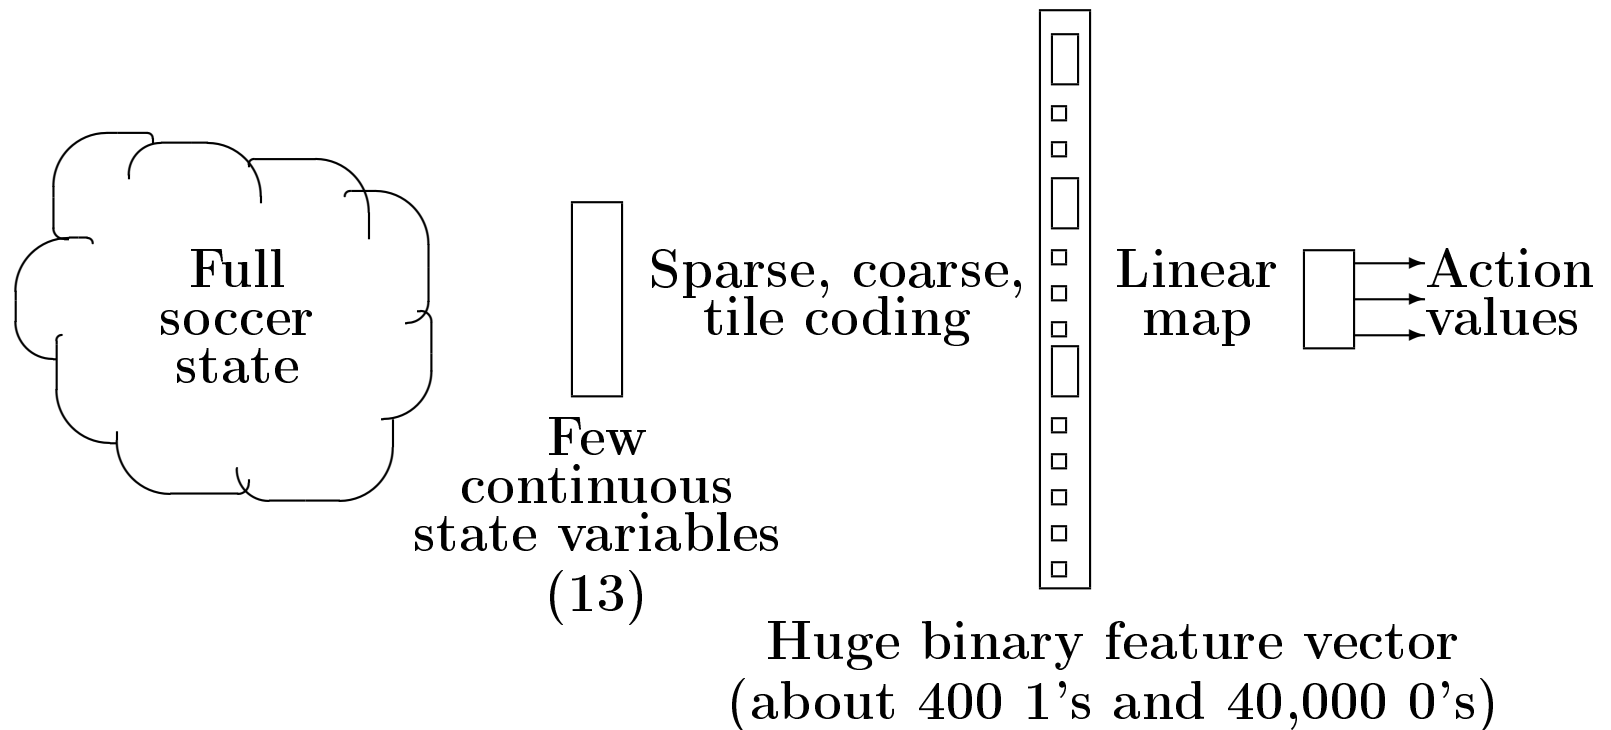 Full
soccer
state
Few
continuous
state variables
(13)
Sparse, coarse,
tile coding
Huge binary feature vector
(about 400 1's and 40,000 0's)
Linear
map
Action
values